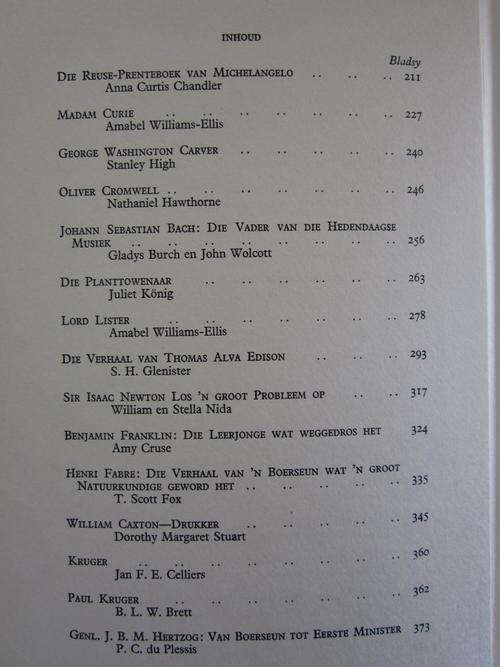 INHOUD
Bladsy
DIE REUSE-PRENTEBOEK VAN MICHELANGELO .. .. .. 211
Anna Curtis Chandler
MADAM CURIE .. .. .. .. .. .. .. 227
Amabel Williams-Ellis
GEORGE WASHINGTON CARVER .. .. .. .. .. 240
Stanley High
OLIVER CROMWELL .. .. .. .. .. .. .. 246
Nathaniel Hawthorne
JOHANN SEBASTIAN BACH: DIE VADER VAN DIE HEDENDAAGSE
MUSIEK .. .. .. .. .. .. .. .. 256
Gladys Burch en John Wolcott
DIE PLANTTOWENAAR .. .. .. .. .. .. 263
Juliet König
LORD LISTER .. .. .. .. .. .. .. 278
Amabel Williams-Ellis
DIE VERHAAL VAN THOMAS ALVA EDISON .. .. .. 293
S. H. Glenister
SIR ISAAC NEWTON LOS 'N GROOT PROBLEEM OP .. .. 317
William en Stella Nida
BENJAMIN FRANKLIN: DIE LEERJONGE WAT WEGGEDROS HET 324
Amy Cruse
HENRI FABRE: DIE VERHAAL VAN 'N BOERSEUN WAT 'N GROOT
NATUURKUNDIGE GEWORD HET .. .. .. .. .. 335
T. Scott Fox
WILLIAM CAXTON—DRUKKER .. .. .. .. .. 345
Dorothy Margaret Stuart
KRUGER .. .. .. .. .. .. .. .. 360
Jan F. E. Celliers
PAUL KRUGER .. .. .. .. .. .. .. 362
B. L. W. Brett
GENL. J. B. M. HERTZOG: VAN BOERSEUN TOT EERSTE MINISTER 373
P. C. du Plessis